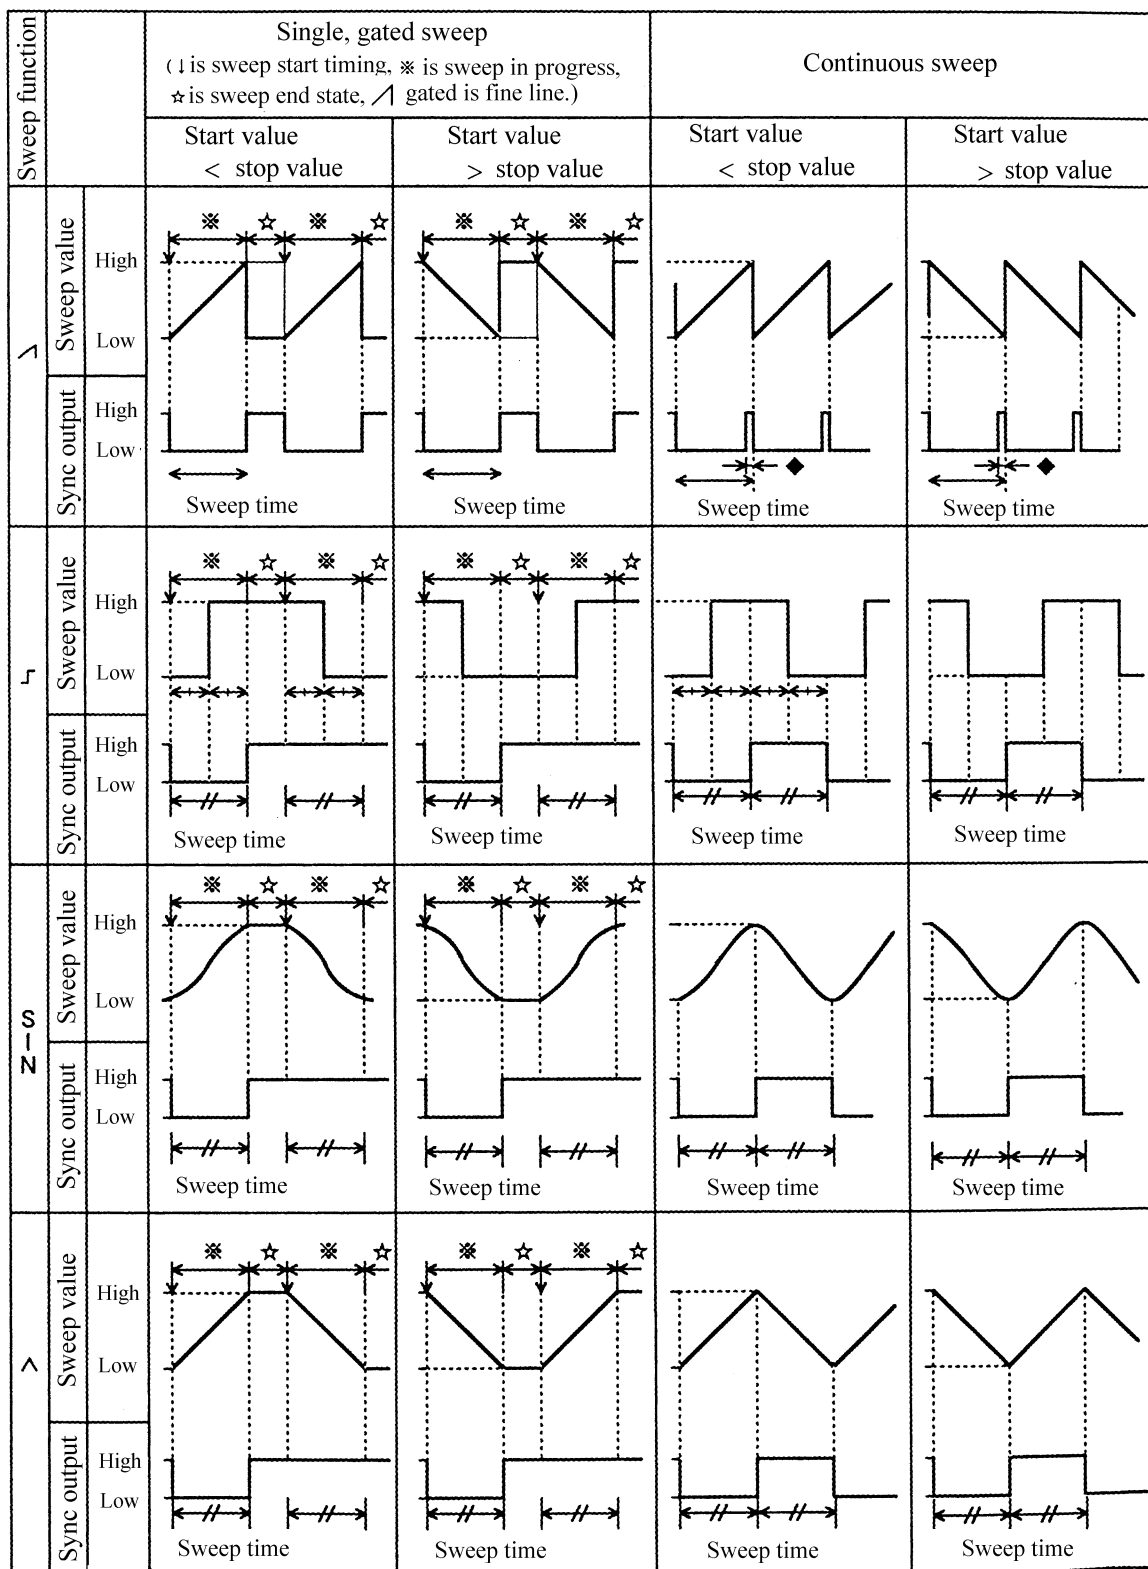 Sweep function
Single, gated sweep
(↓ is sweep start timing, ※ is sweep in progress,
☆ is sweep end state, ⩘ gated is fine line.)
Continuous sweep
Start value
< stop value
Start value
> stop value
Start value
< stop value
Start value
> stop value
Sweep value
High
Low
※ ☆ ※ ☆
※ ☆ ※ ☆
Sync output
High
Low
◆
◆
Sweep time
Sweep time
Sweep time
Sweep time
Sweep value
High
Low
※ ☆ ※ ☆
※ ☆ ※ ☆
Sync output
High
Low
Sweep time
Sweep time
Sweep time
Sweep time
SIN
Sweep value
High
Low
※ ☆ ※ ☆
※ ☆ ※ ☆
Sync output
High
Low
Sweep time
Sweep time
Sweep time
Sweep time
Sweep value
High
Low
※ ☆ ※ ☆
※ ☆ ※ ☆
Sync output
High
Low
Sweep time
Sweep time
Sweep time
Sweep time